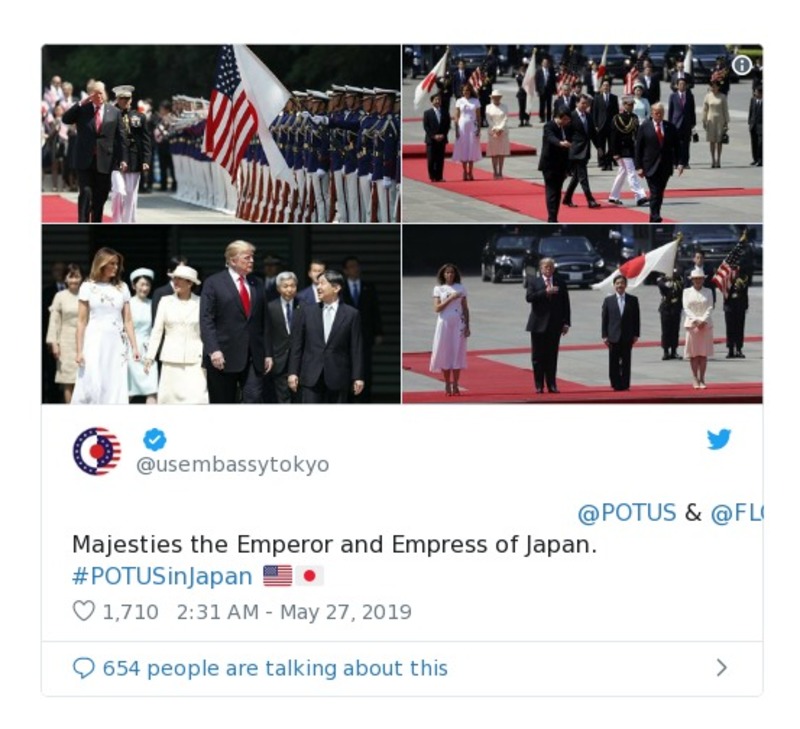 @usembassytokyo
@POTUS & @FL
Majesties the Emperor and Empress of Japan.
#POTUSinJapan 🇺🇸🇯🇵
1,710 2:31 AM - May 27, 2019
654 people are talking about this